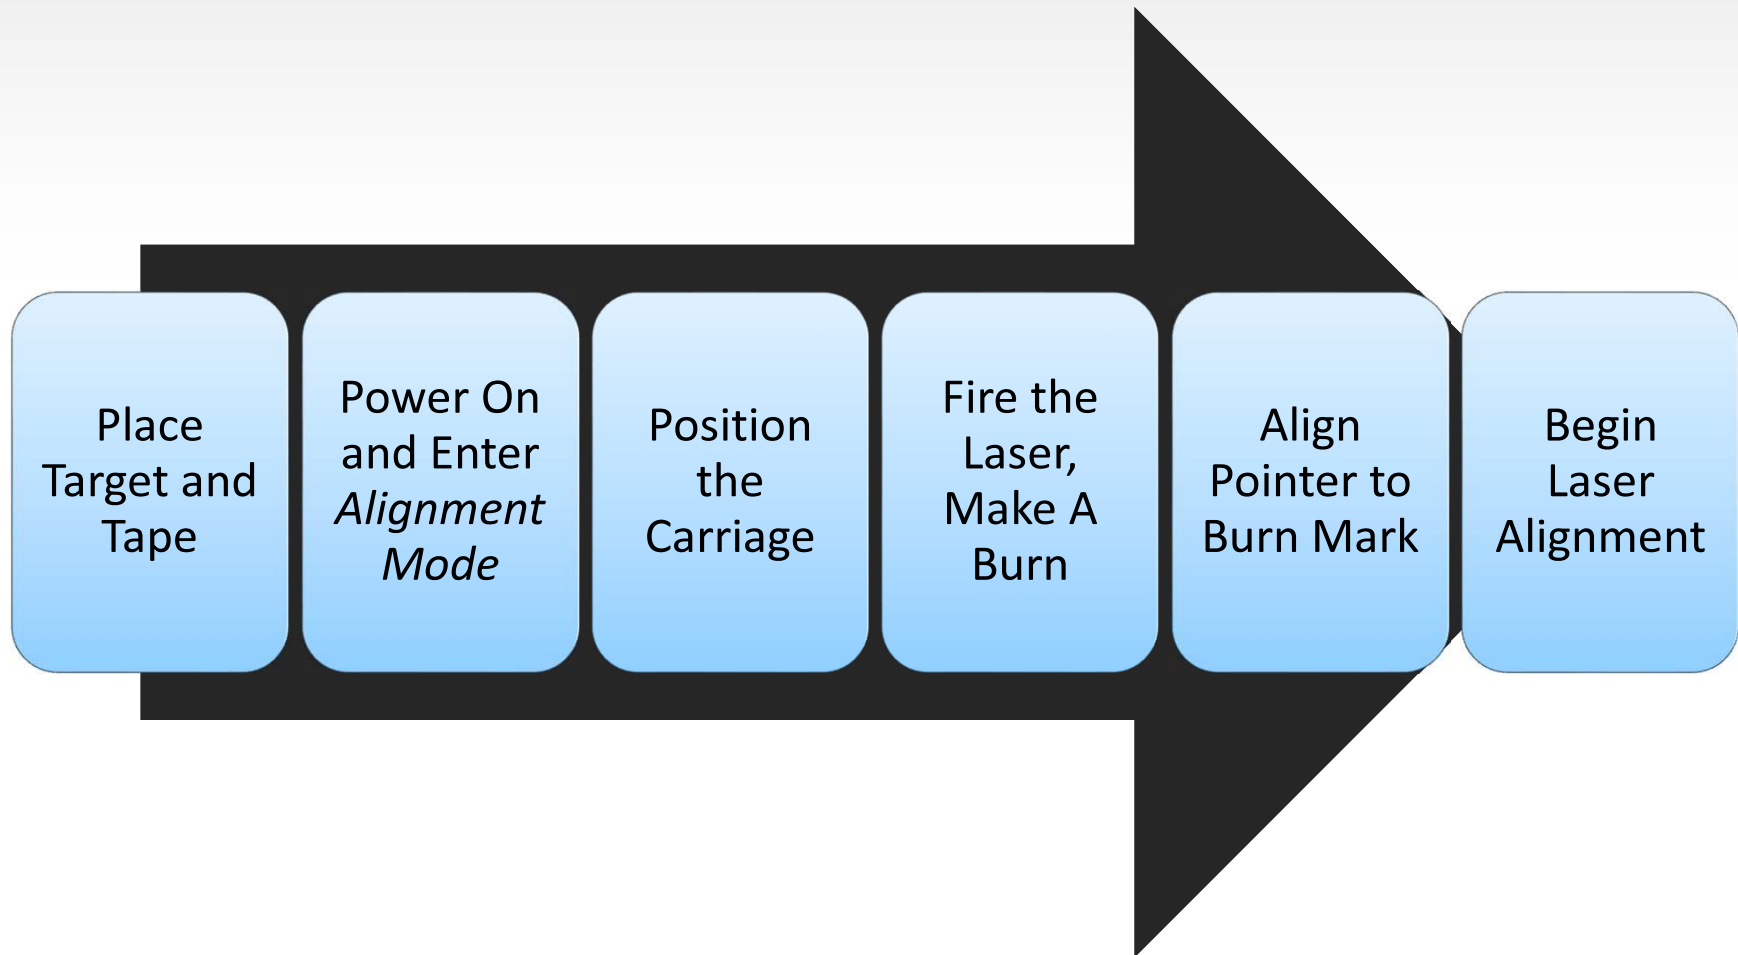 Place
Target and
Tape
Power On
and Enter
Alignment
Mode
Position
the
Carriage
Fire the
Laser,
Make A
Burn
Align
Pointer to
Burn Mark
Begin
Laser
Alignment